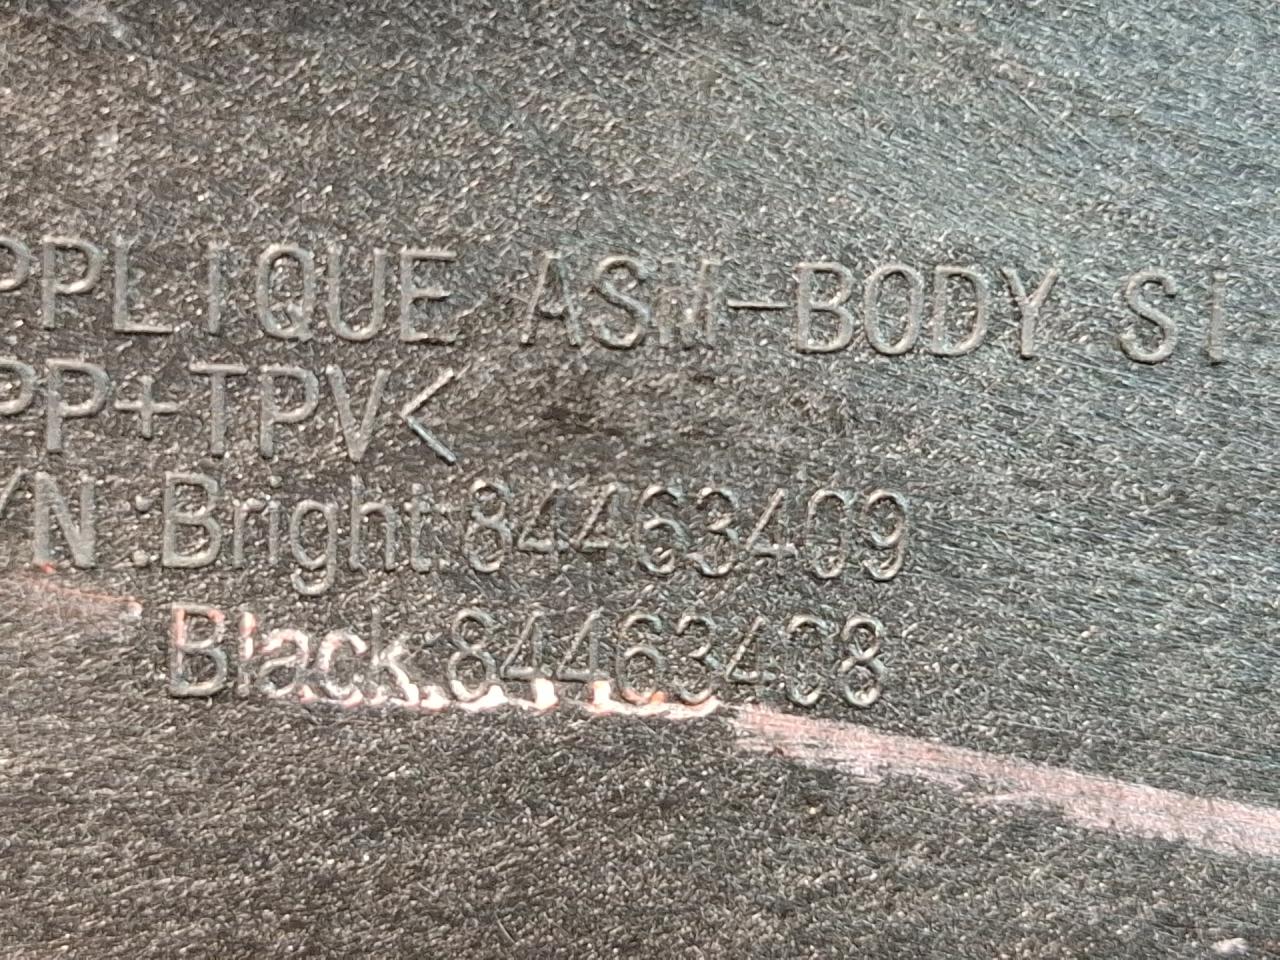 PPLIQUE ASM-BODY SI
PP+TPV<
/N :Bright:84463409
Black:84463408